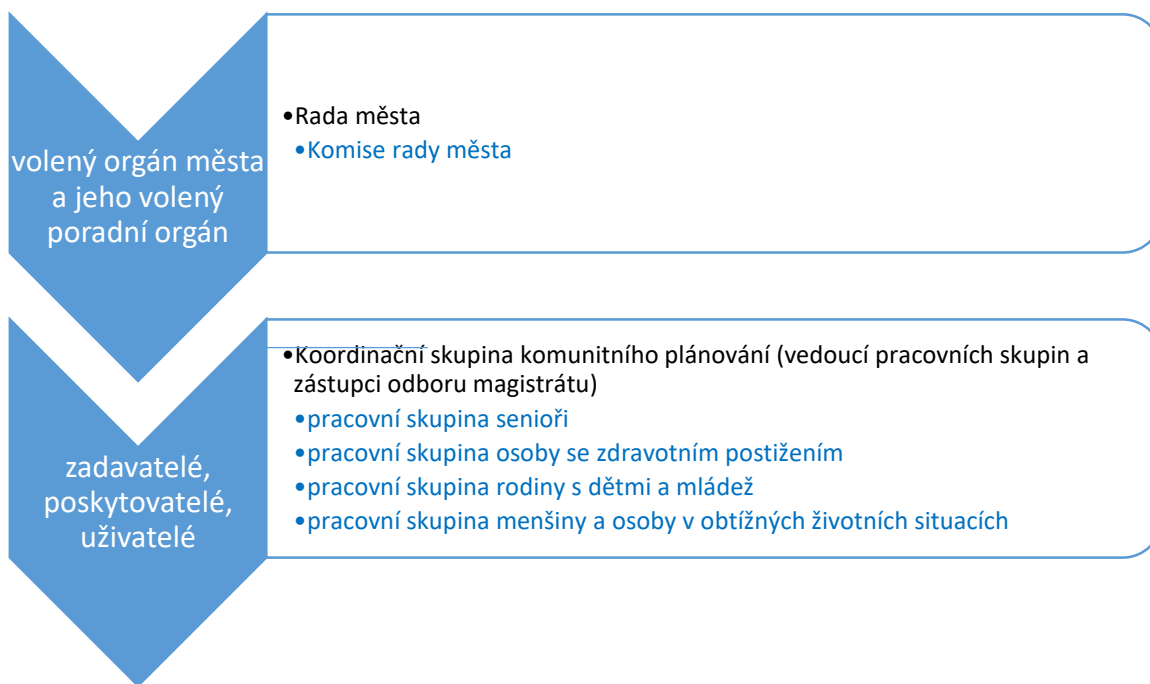 volený orgán města
a jeho volený
poradní orgán
•Rada města
•Komise rady města
zadavatelé,
poskytovatelé,
uživatelé
•Koordinační skupina komunitního plánování (vedoucí pracovních skupin a
zástupci odboru magistrátu)
•pracovní skupina senioři
•pracovní skupina osoby se zdravotním postižením
•pracovní skupina rodiny s dětmi a mládež
•pracovní skupina menšiny a osoby v obtížných životních situacích